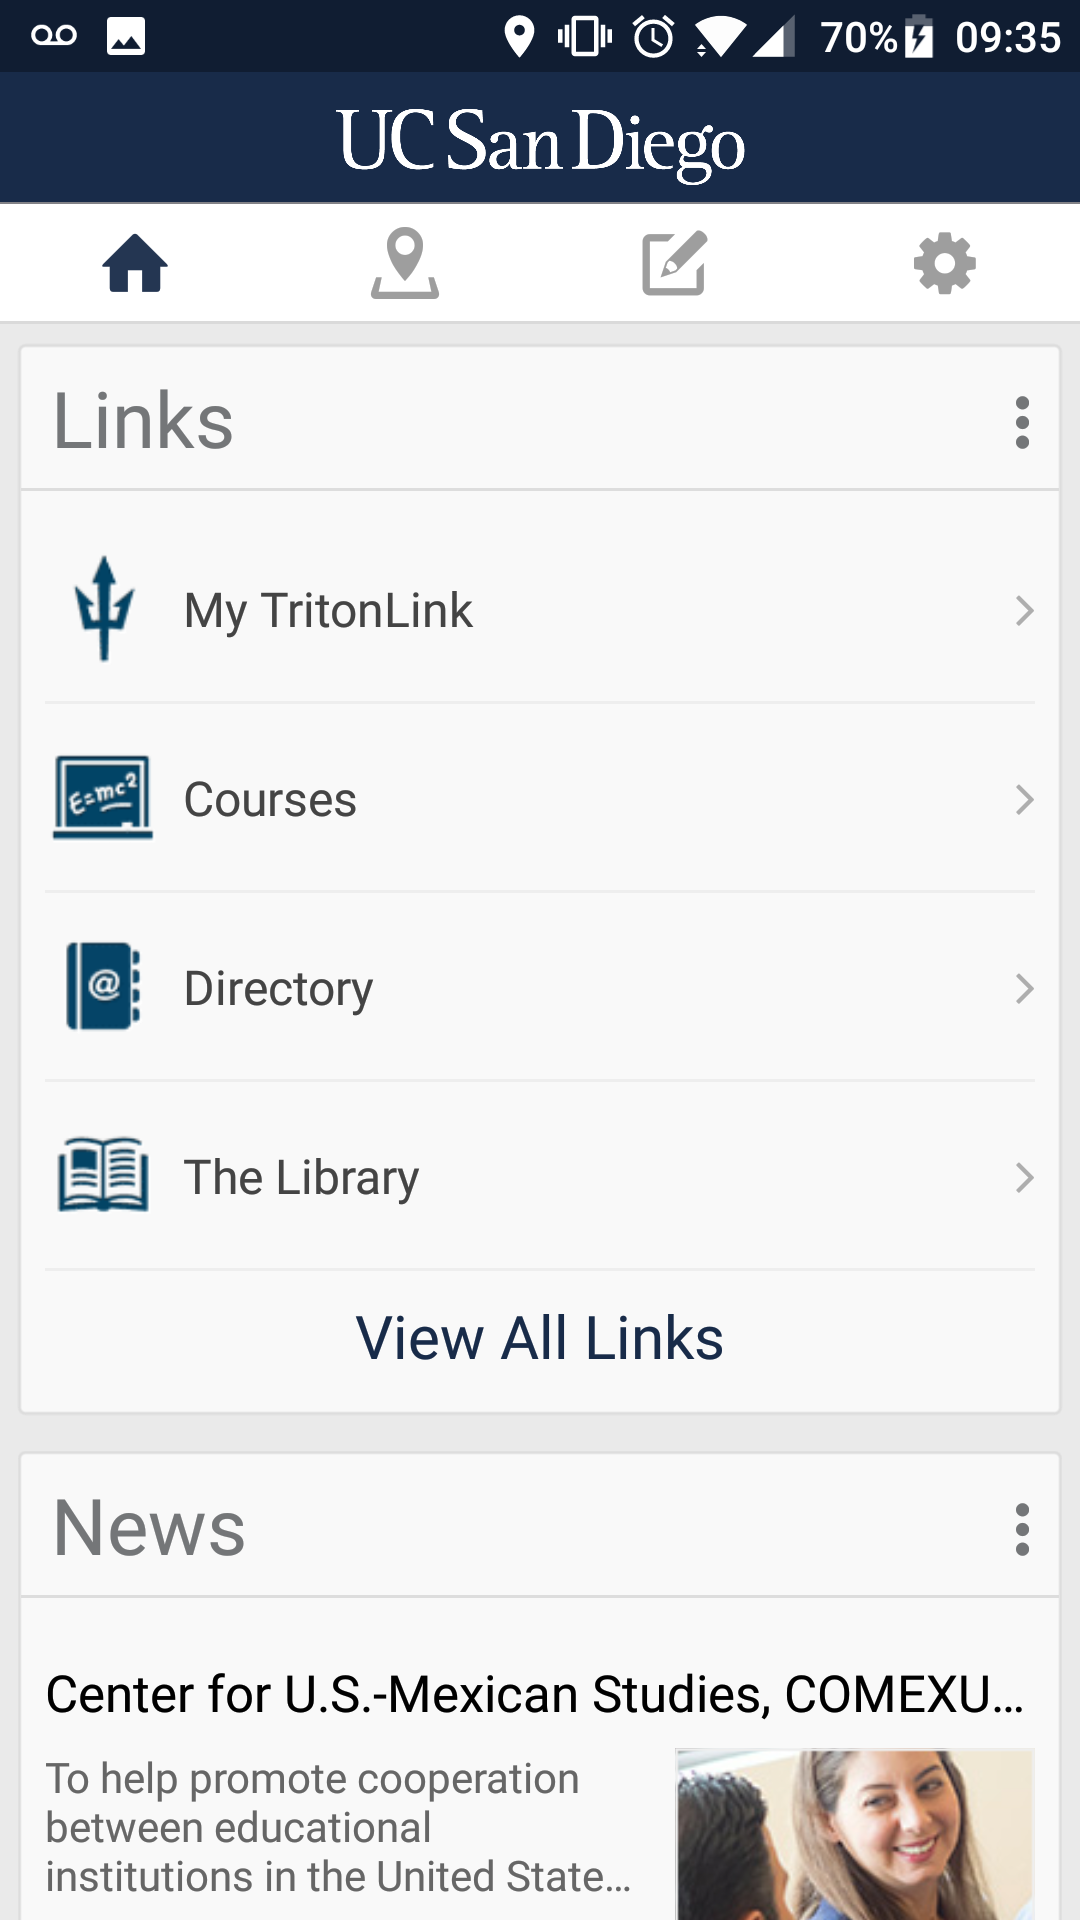 70% 09:35
UC San Diego
Links
My TritonLink
E=mc²
Courses
@
Directory
The Library
View All Links
News
Center for U.S.-Mexican Studies, COMEXU...
To help promote cooperation
between educational
institutions in the United State...